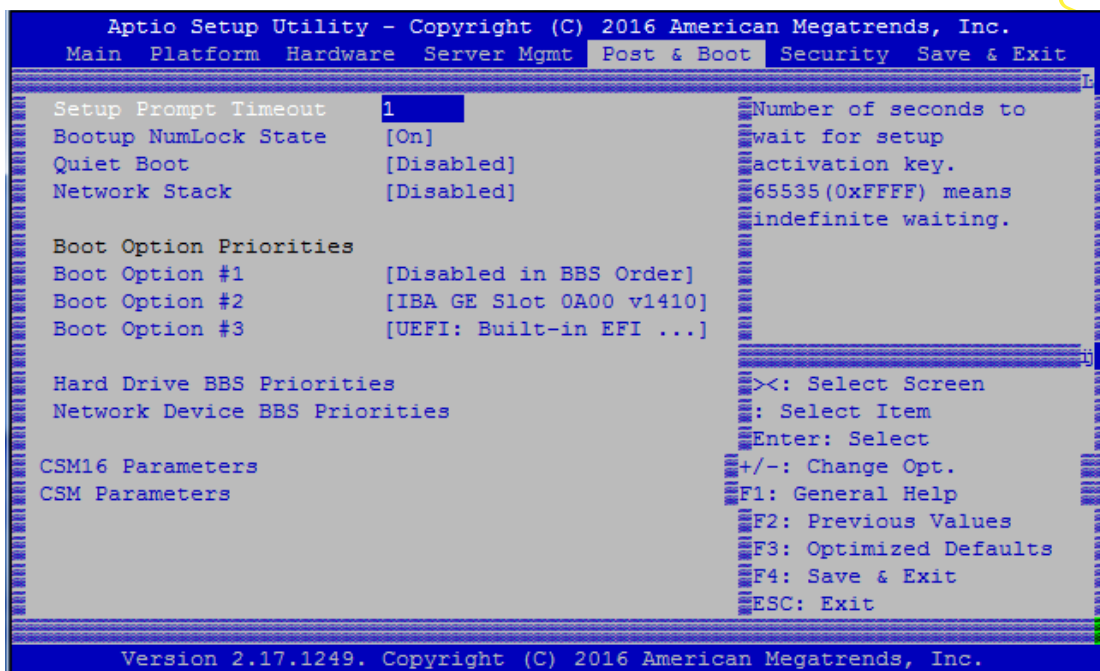 Aptio Setup Utility – Copyright (C) 2016 American Megatrends, Inc.
Main Platform Hardware Server Mgmt Post & Boot Security Save & Exit
Setup Prompt Timeout 1
Bootup NumLock State [On]
Quiet Boot [Disabled]
Network Stack [Disabled]
Boot Option Priorities
Boot Option #1 [Disabled in BBS Order]
Boot Option #2 [IBA GE Slot 0A00 v1410]
Boot Option #3 [UEFI: Built-in EFI ...]
Hard Drive BBS Priorities
Network Device BBS Priorities
CSM16 Parameters
CSM Parameters
Number of seconds to
wait for setup
activation key.
65535(0xFFFF) means
indefinite waiting.
><: Select Screen
: Select Item
Enter: Select
+/-: Change Opt.
F1: General Help
F2: Previous Values
F3: Optimized Defaults
F4: Save & Exit
ESC: Exit
Version 2.17.1249. Copyright (C) 2016 American Megatrends, Inc.